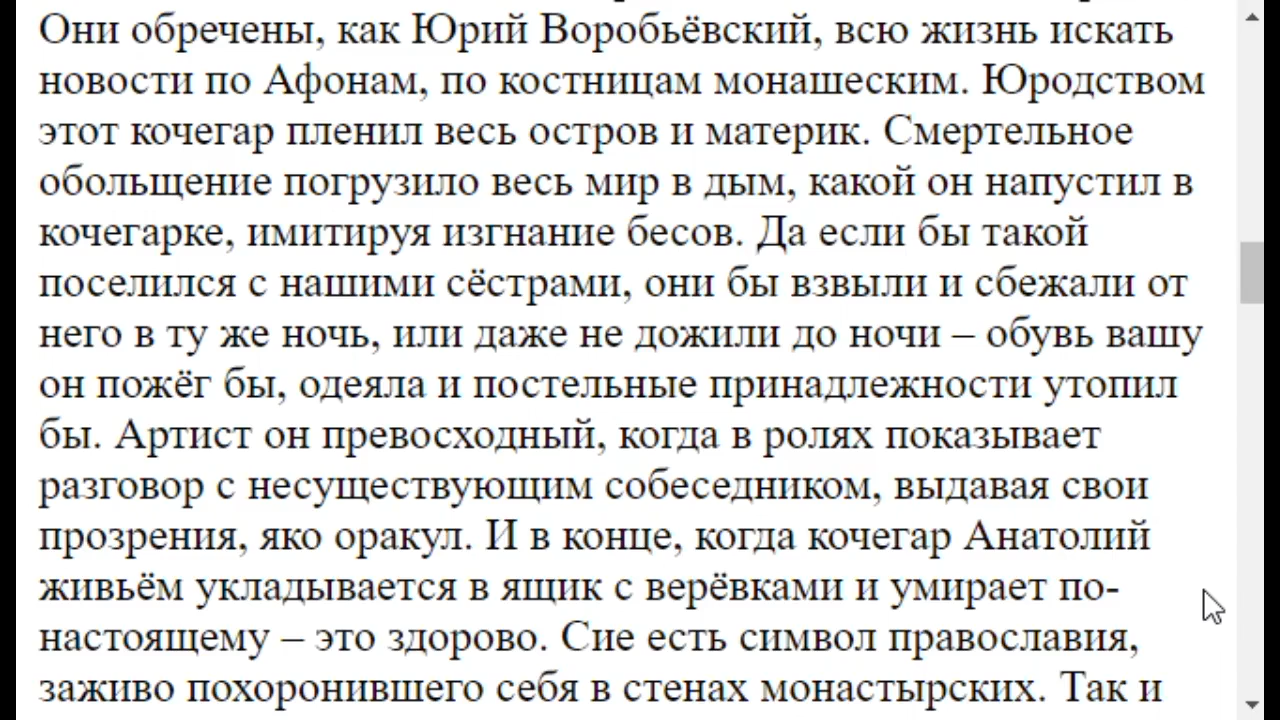 Они обречены, как Юрий Воробьёвский, всю жизнь искать
новости по Афонам, по костницам монашеским. Юродством
этот кочегар пленил весь остров и материк. Смертельное
обольщение погрузило весь мир в дым, какой он напустил в
кочегарке, имитируя изгнание бесов. Да если бы такой
поселился с нашими сёстрами, они бы взвыли и сбежали от
него в ту же ночь, или даже не дожили до ночи – обувь вашу
он пожёг бы, одеяла и постельные принадлежности утопил
бы. Артист он превосходный, когда в ролях показывает
разговор с несуществующим собеседником, выдавая свои
прозрения, яко оракул. И в конце, когда кочегар Анатолий
живьём укладывается в ящик с верёвками и умирает по-
настоящему – это здорово. Сие есть символ православия,
заживо похоронившего себя в стенах монастырских. Так и